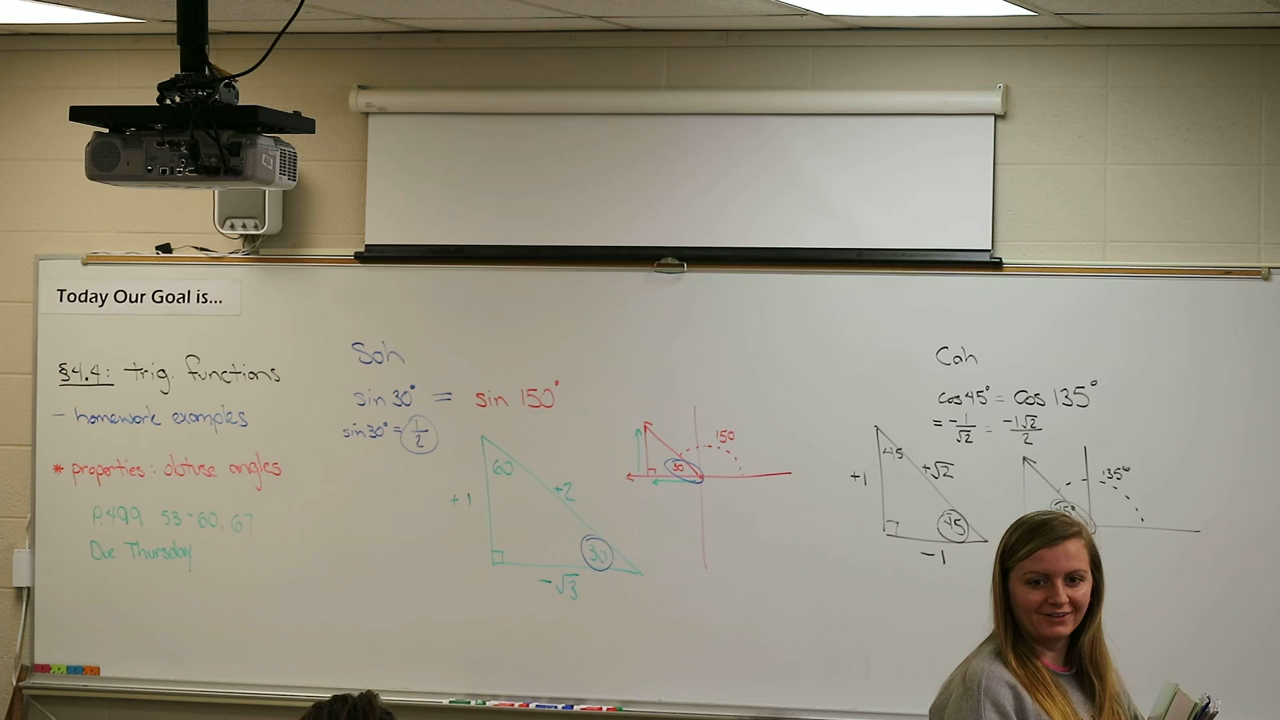 Today Our Goal is...
§4.4: trig. functions
- homework examples
* properties: obtuse angles
P.499 53-60, 67
Due Thursday
Soh
sin 30° = sin 150°
sin 30° = 1/2
60
+1
+2
30
-√3
150
30
Cah
cos 45° = cos 135°
= -1/√2 = -1√2/2
45
+1
+√2
45
-1
135°
45°